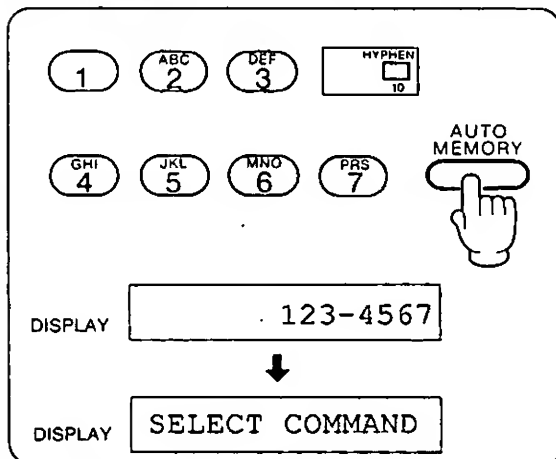 HYPHEN
ABC DEF
1 2 3
10
AUTO
MEMORY
GHI JKL MNO PRS
4 5 6 7
DISPLAY 123-4567
DISPLAY SELECT COMMAND